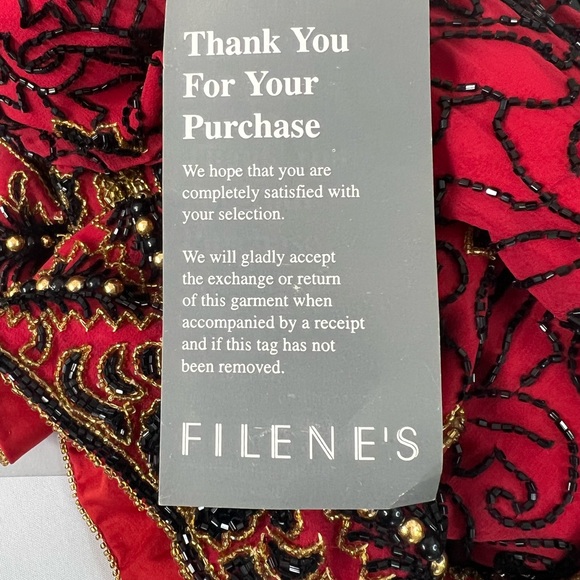 Thank You
For Your
Purchase
We hope that you are
completely satisfied with
your selection.
We will gladly accept
the exchange or return
of this garment when
accompanied by a receipt
and if this tag has not
been removed.
FILENE'S